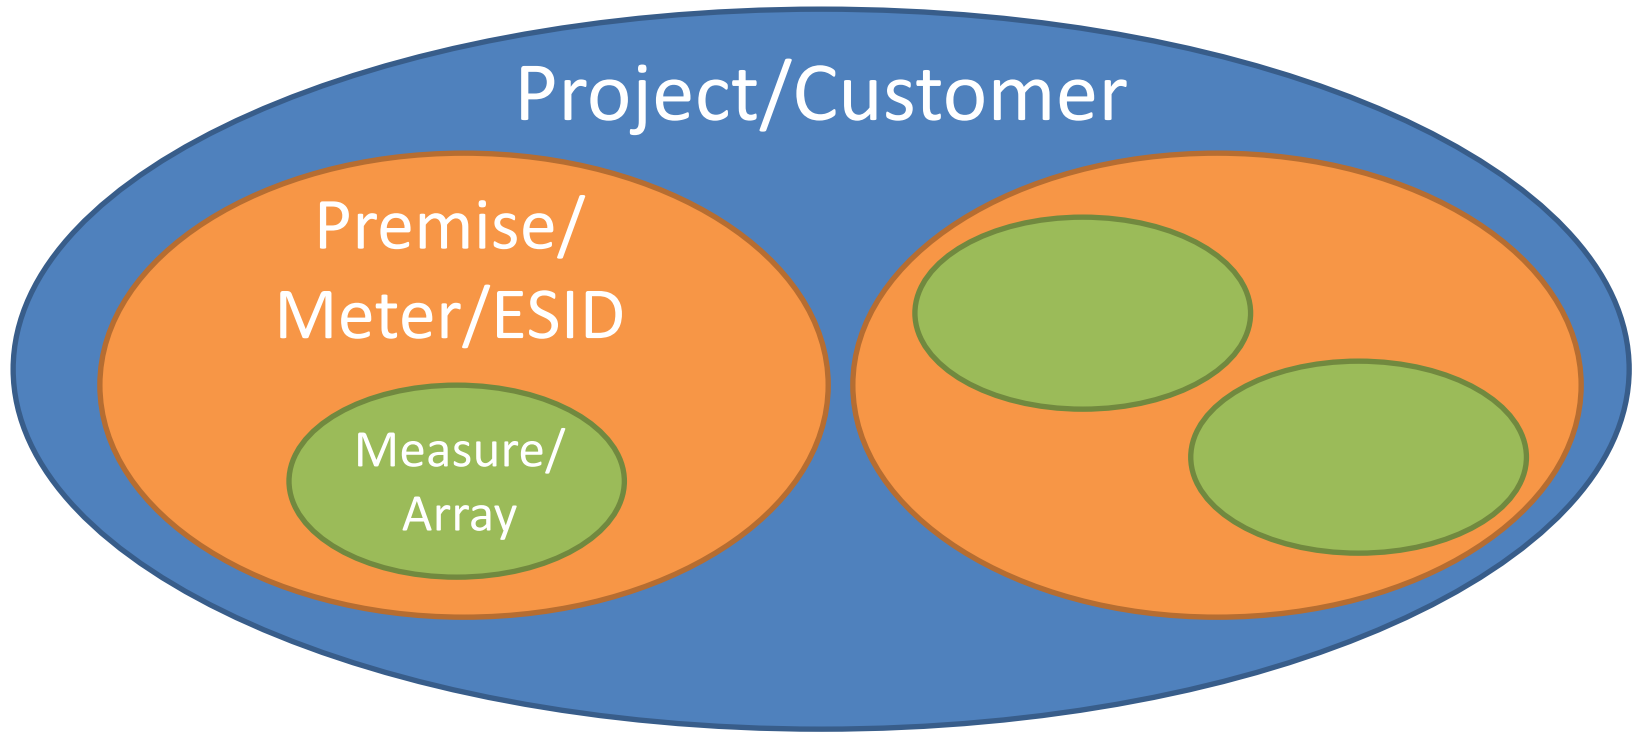 Project/Customer
Premise/
Meter/ESID
Measure/
Array